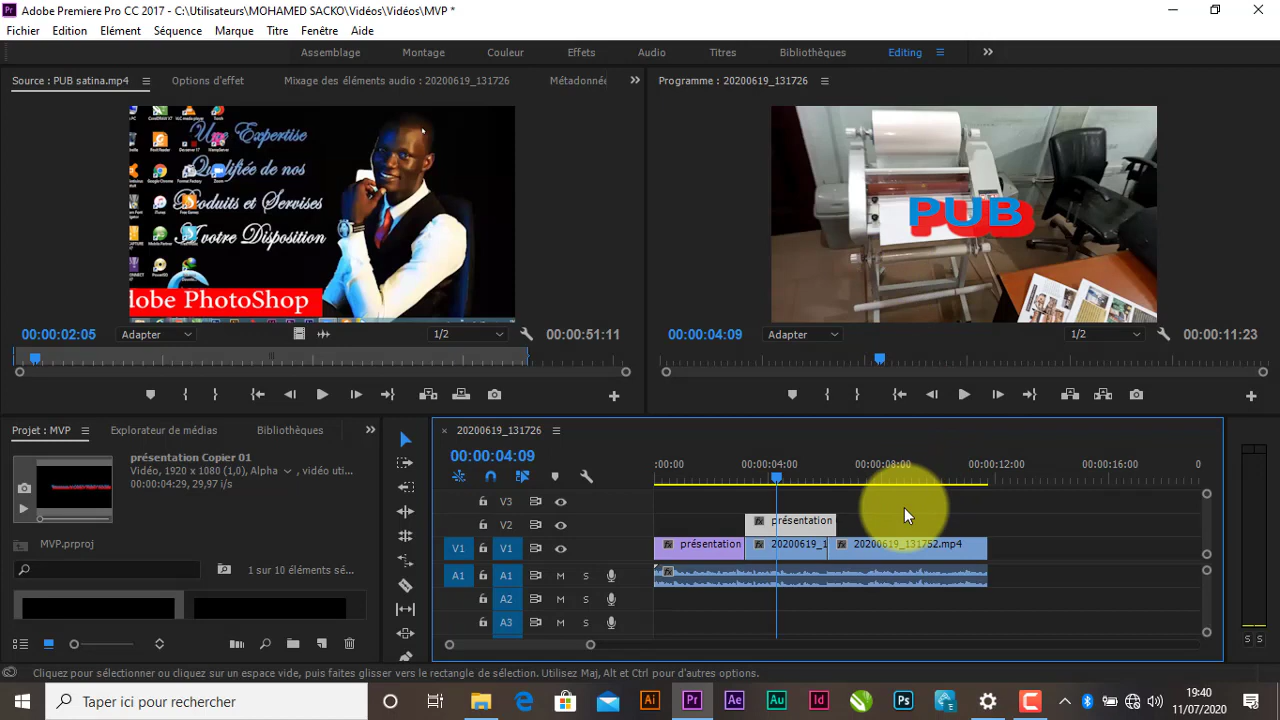 Adobe Premiere Pro CC 2017 - C:\Utilisateurs\MOHAMED SACKO\Vidéos\Vidéos\MVP *
Fichier Edition Elément Séquence Marque Titre Fenêtre Aide
Assemblage Montage Couleur Effets Audio Titres Bibliothèques Editing
Source : PUB satina.mp4 Options d'effet Mixage des éléments audio : 20200619_131726 Métadonnée
Programme : 20200619_131726
Une Expertise
Qualifiée de nos
Produits et Servises
A votre Disposition
dobe PhotoShop
PUB
00:00:02:05 Adapter 1/2 00:00:51:11
00:00:04:09 Adapter 1/2 00:00:11:23
Projet : MVP Explorateur de médias Bibliothèques
présentation Copier 01
Vidéo, 1920 x 1080 (1,0), Alpha , vidéo uti...
00:00:04:29, 29,97 i/s
MVP.prproj
1 sur 10 éléments sé...
20200619_131726
00:00:04:09
:00:00 00:00:04:00 00:00:08:00 00:00:12:00 00:00:16:00 0
V3
V2 présentation
V1 V1 présentation 20200619_1 20200619_131752.mp4
A1 A1 M S
A2 M S
A3 M S
S S
Cliquez pour sélectionner ou cliquez sur un espace vide, puis faites glisser vers le rectangle de sélection. Utilisez Maj, Alt et Ctrl pour d'autres options.
Taper ici pour rechercher
19:40
11/07/2020